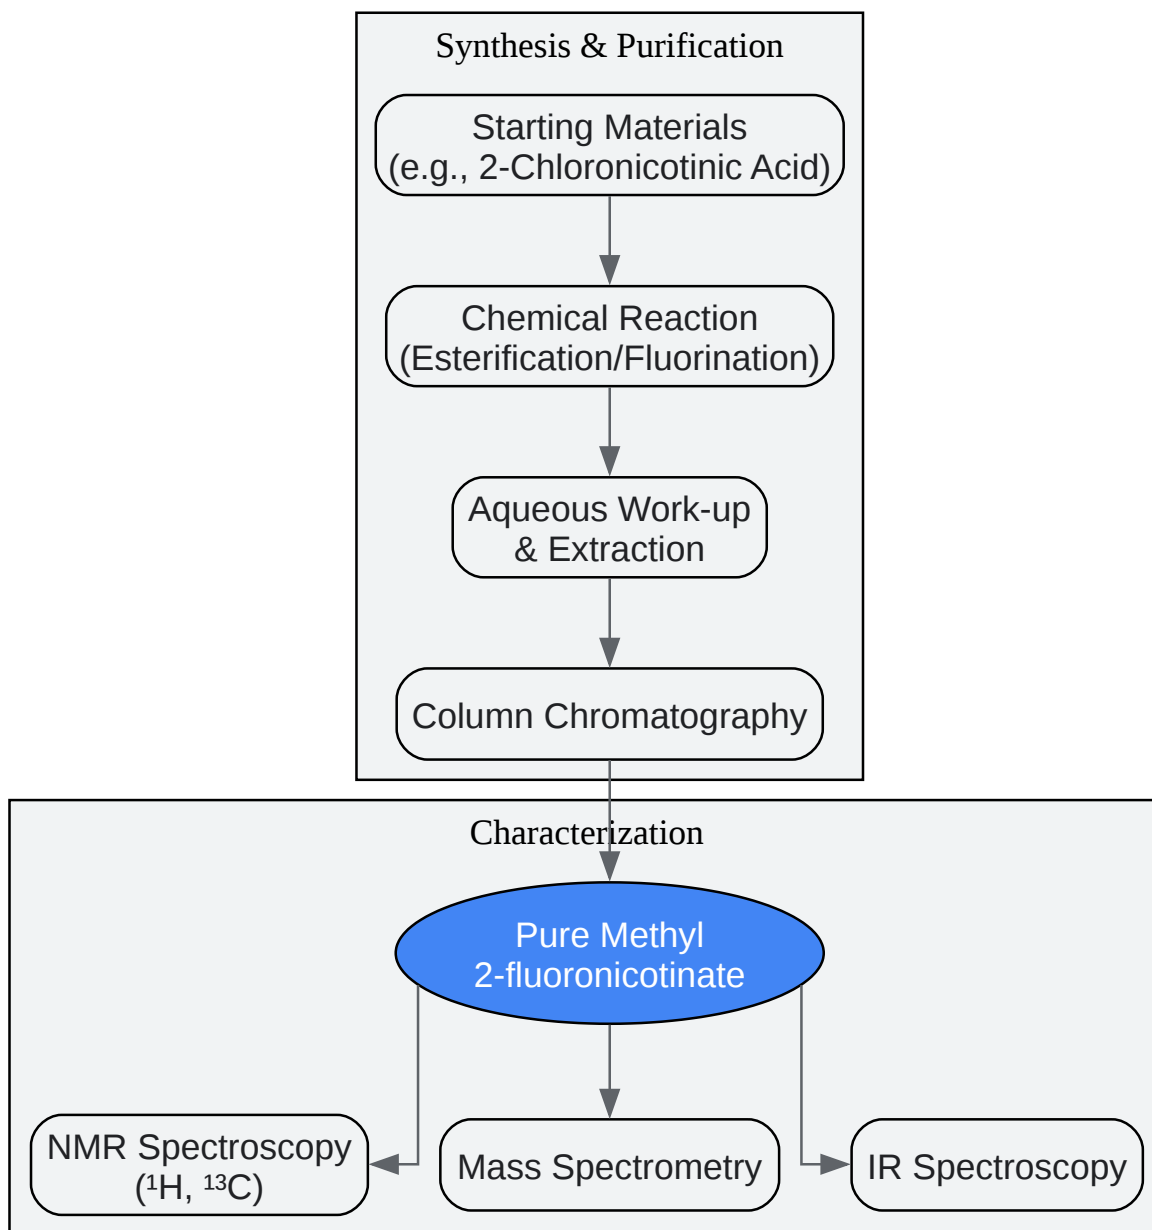 Synthesis & Purification
Starting Materials
(e.g., 2-Chloronicotinic Acid)
Chemical Reaction
(Esterification/Fluorination)
Aqueous Work-up
& Extraction
Column Chromatography
Characterization
Pure Methyl
2-fluoronicotinate
NMR Spectroscopy
(¹H, ¹³C)
Mass Spectrometry
IR Spectroscopy